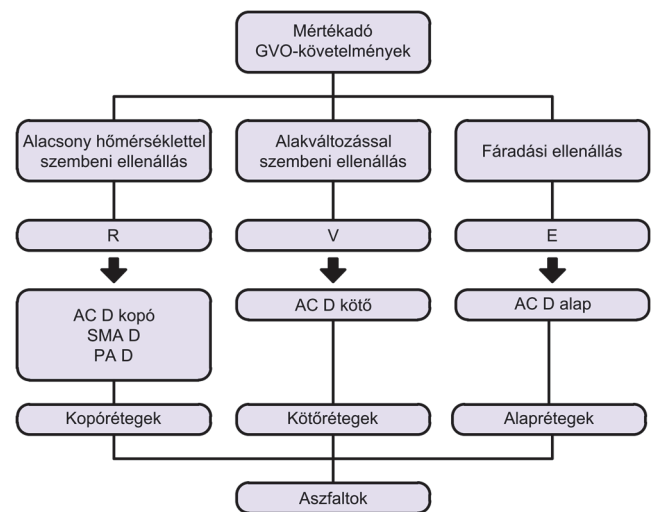 Mértékadó
GVO-követelmények
Alacsony hőmérséklettel
szembeni ellenállás
Alakváltozással
szembeni ellenállás
Fáradási ellenállás
R
V
E
AC D kopó
SMA D
PA D
AC D kötő
AC D alap
Kopórétegek
Kötőrétegek
Alaprétegek
Aszfaltok